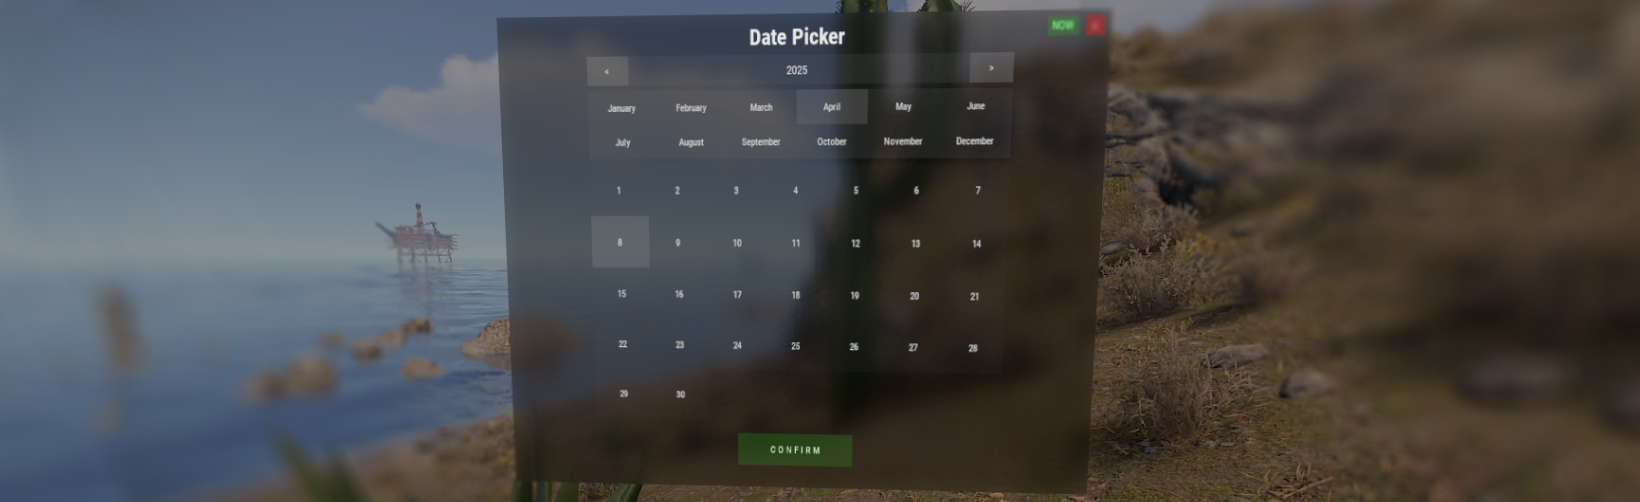 Date Picker NOW
< 2025 >
January February March April May June
July August September October November December
1 2 3 4 5 6 7
8 9 10 11 12 13 14
15 16 17 18 19 20 21
22 23 24 25 26 27 28
29 30
CONFIRM